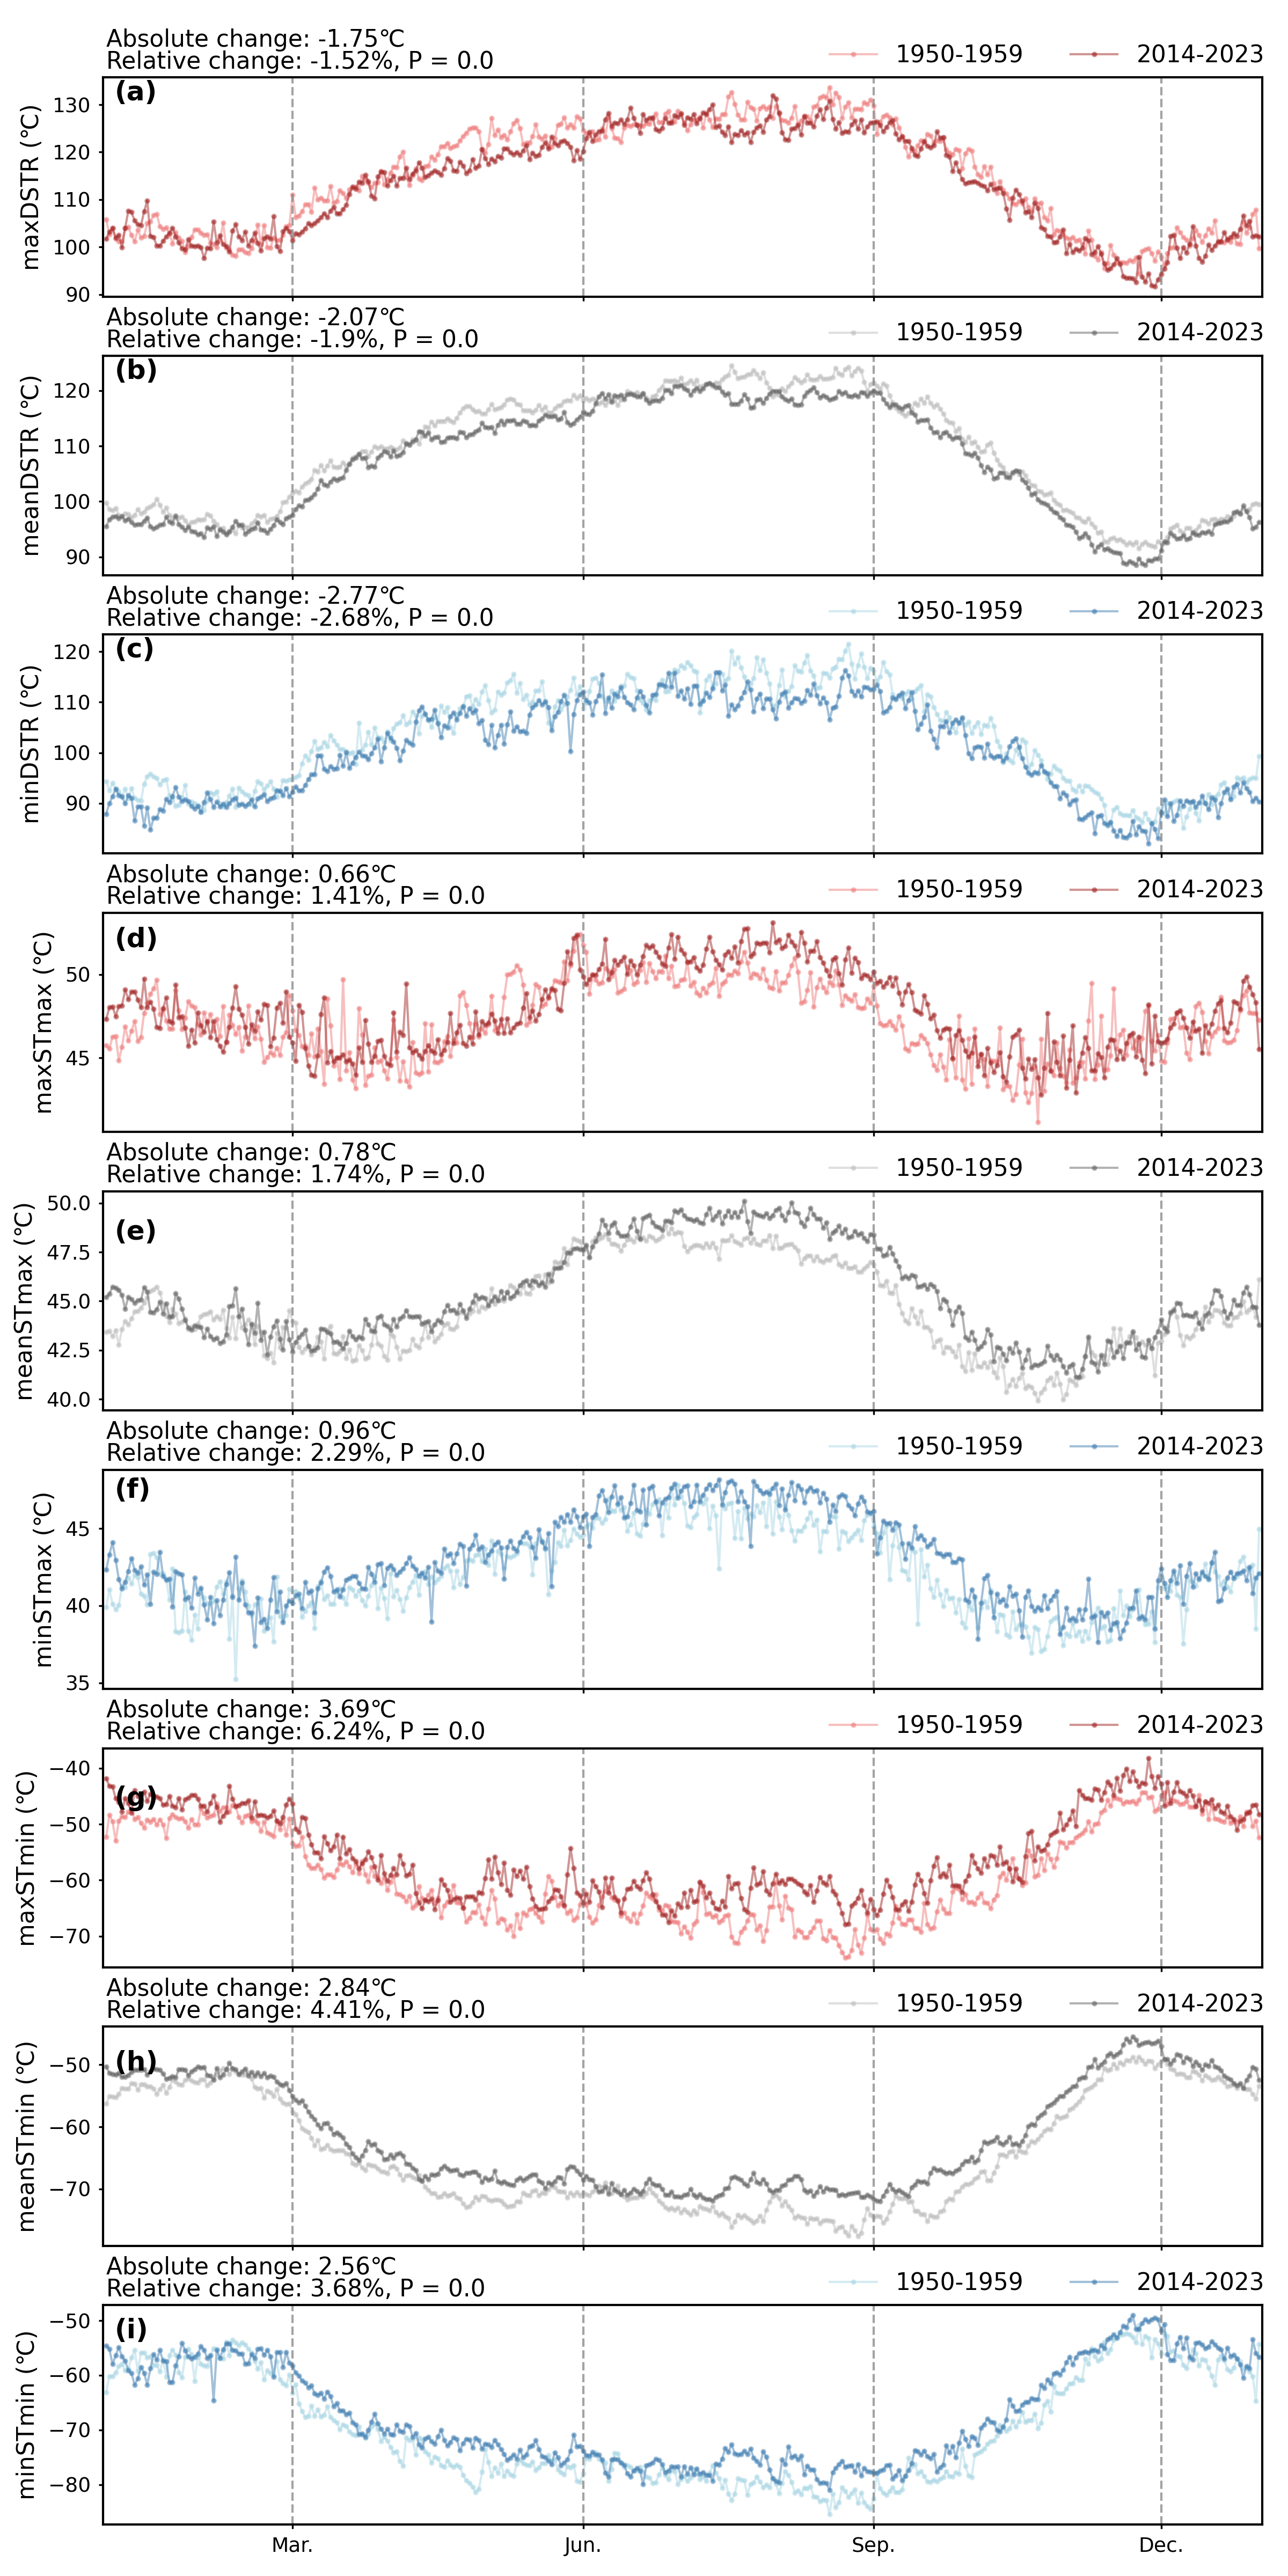 Absolute change: -1.75℃
Relative change: -1.52%, P = 0.0
1950-1959 2014-2023
(a)
maxDSTR (℃)
130
120
110
100
90
Absolute change: -2.07℃
Relative change: -1.9%, P = 0.0
1950-1959 2014-2023
(b)
meanDSTR (℃)
120
110
100
90
Absolute change: -2.77℃
Relative change: -2.68%, P = 0.0
1950-1959 2014-2023
(c)
minDSTR (℃)
120
110
100
90
Absolute change: 0.66℃
Relative change: 1.41%, P = 0.0
1950-1959 2014-2023
(d)
maxSTmax (℃)
50
45
Absolute change: 0.78℃
Relative change: 1.74%, P = 0.0
1950-1959 2014-2023
(e)
meanSTmax (℃)
50.0
47.5
45.0
42.5
40.0
Absolute change: 0.96℃
Relative change: 2.29%, P = 0.0
1950-1959 2014-2023
(f)
minSTmax (℃)
45
40
35
Absolute change: 3.69℃
Relative change: 6.24%, P = 0.0
1950-1959 2014-2023
(g)
maxSTmin (℃)
−40
−50
−60
−70
Absolute change: 2.84℃
Relative change: 4.41%, P = 0.0
1950-1959 2014-2023
(h)
meanSTmin (℃)
−50
−60
−70
Absolute change: 2.56℃
Relative change: 3.68%, P = 0.0
1950-1959 2014-2023
(i)
minSTmin (℃)
−50
−60
−70
−80
Mar. Jun. Sep. Dec.